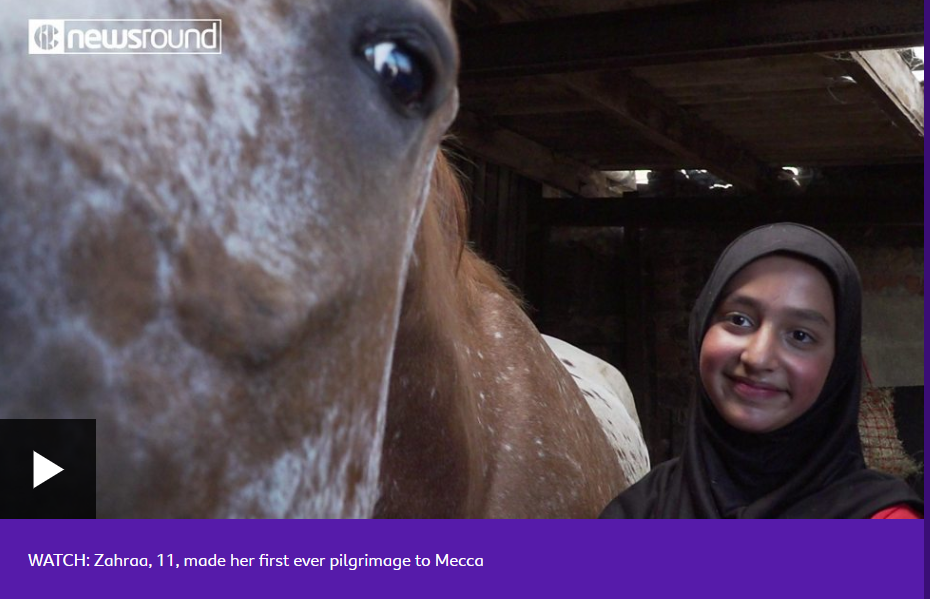 newsround
WATCH: Zahraa, 11, made her first ever pilgrimage to Mecca